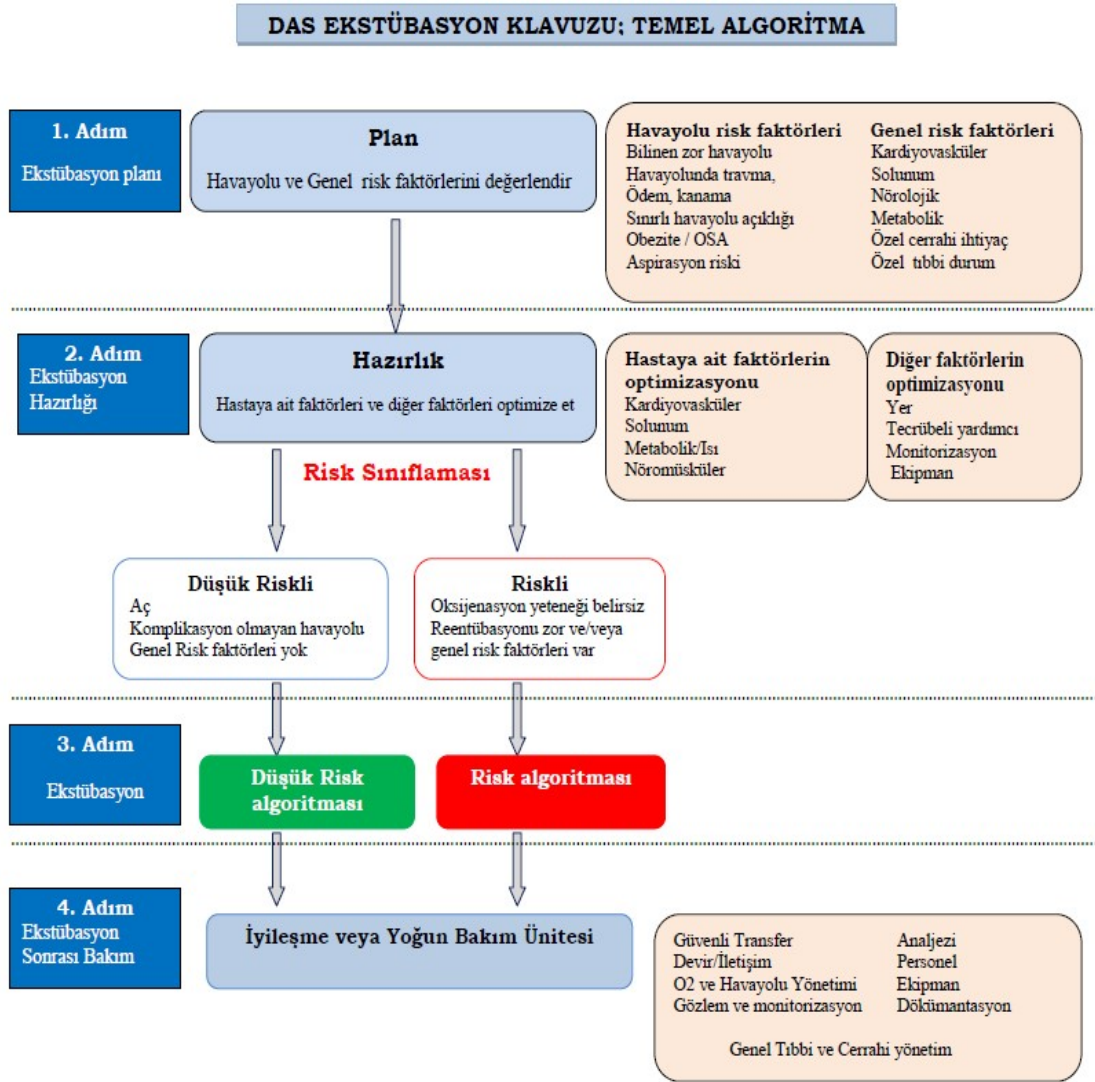 DAS EKSTÜBASYON KLAVUZU; TEMEL ALGORİTMA
1. Adım
Ekstübasyon planı
Plan
Havayolu ve Genel risk faktörlerini değerlendir
Havayolu risk faktörleri
Bilinen zor havayolu
Havayolunda travma,
Ödem, kanama
Sınırlı havayolu açıklığı
Obezite / OSA
Aspirasyon riski
Genel risk faktörleri
Kardiyovasküler
Solunum
Nörolojik
Metabolik
Özel cerrahi ihtiyaç
Özel tıbbi durum
2. Adım
Ekstübasyon
Hazırlığı
Hazırlık
Hastaya ait faktörleri ve diğer faktörleri optimize et
Hastaya ait faktörlerin
optimizasyonu
Kardiyovasküler
Solunum
Metabolik/Isı
Nöromüsküler
Diğer faktörlerin
optimizasyonu
Yer
Tecrübeli yardımcı
Monitorizasyon
Ekipman
Risk Sınıflaması
Düşük Riskli
Aç
Komplikasyon olmayan havayolu
Genel Risk faktörleri yok
Riskli
Oksijenasyon yeteneği belirsiz
Reentübasyonu zor ve/veya
genel risk faktörleri var
3. Adım
Ekstübasyon
Düşük Risk
algoritması
Risk algoritması
4. Adım
Ekstübasyon
Sonrası Bakım
İyileşme veya Yoğun Bakım Ünitesi
Güvenli Transfer
Devir/İletişim
O2 ve Havayolu Yönetimi
Gözlem ve monitorizasyon
Analjezi
Personel
Ekipman
Dökümantasyon
Genel Tıbbi ve Cerrahi yönetim